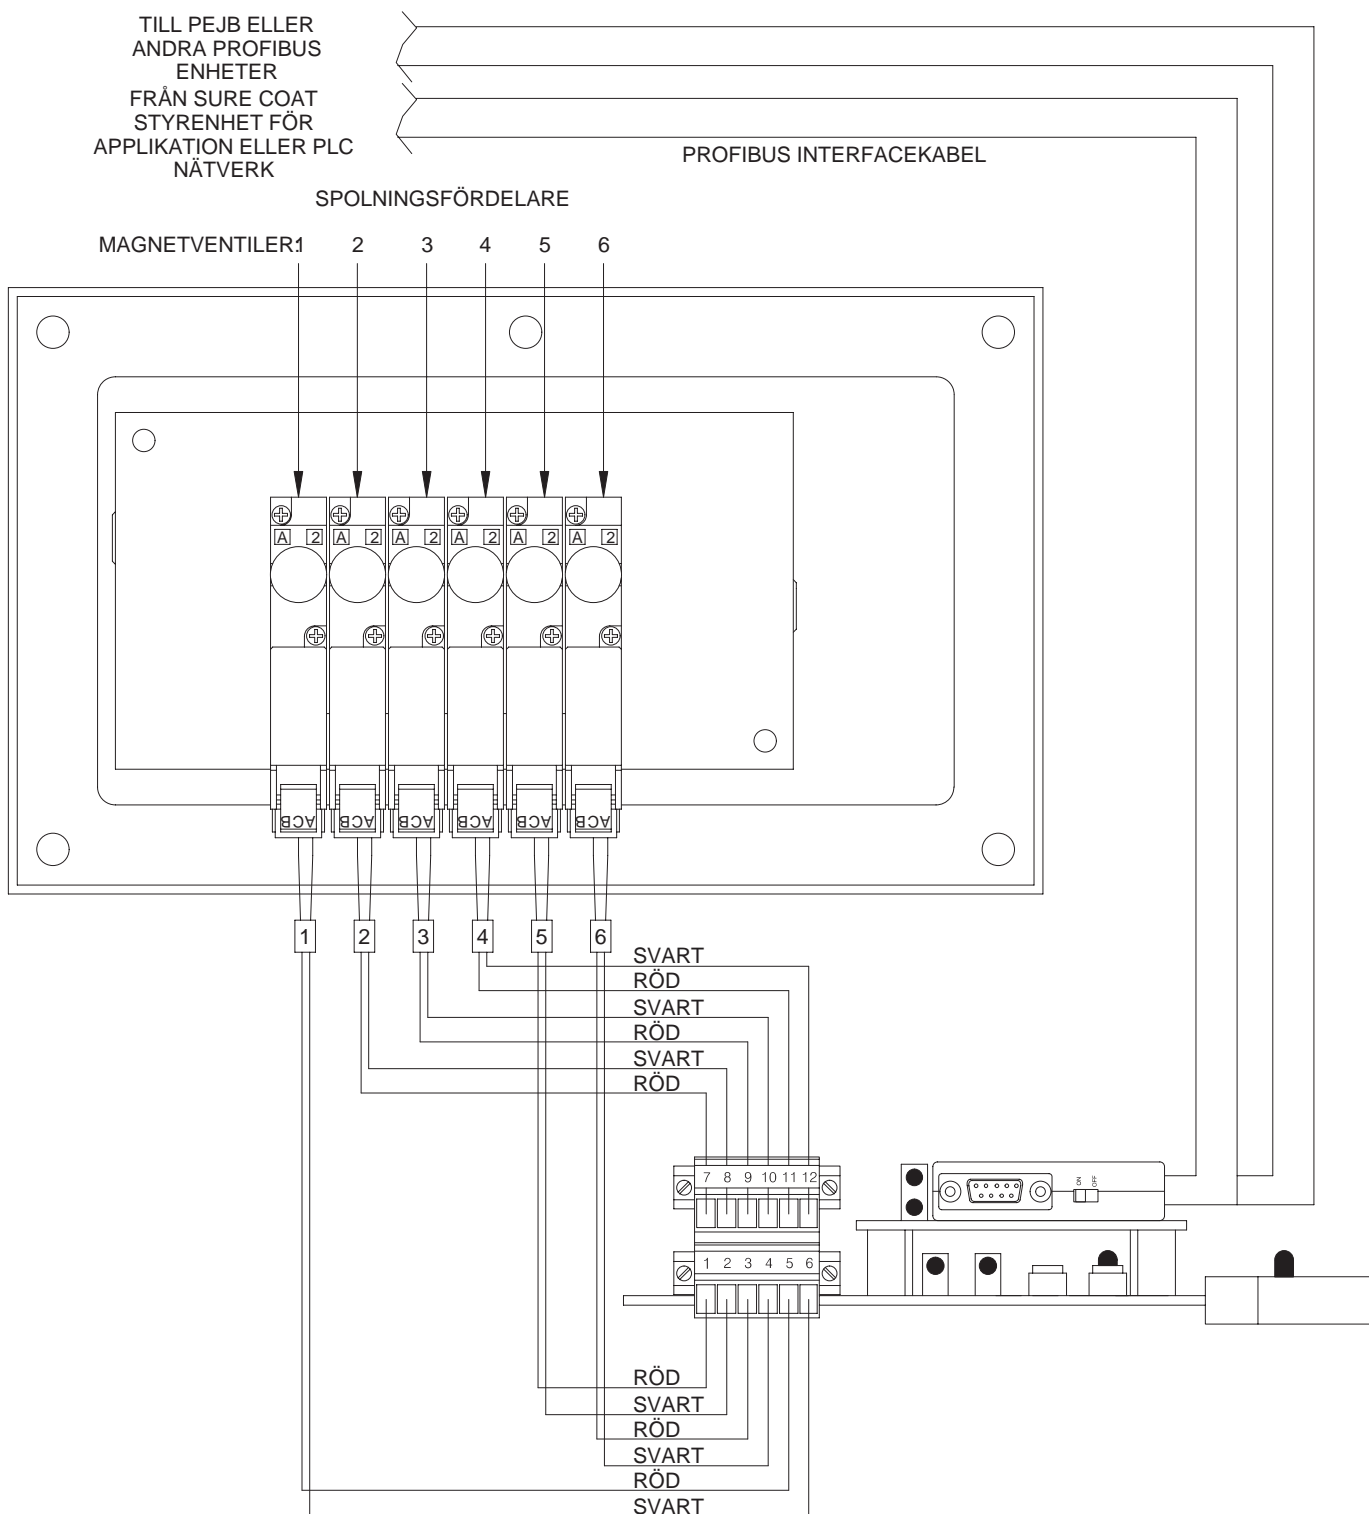 TILL PEJB ELLER
ANDRA PROFIBUS
ENHETER
FRÅN SURE COAT
STYRENHET FÖR
APPLIKATION ELLER PLC
NÄTVERK
PROFIBUS INTERFACEKABEL
SPOLNINGSFÖRDELARE
MAGNETVENTILER:1 2 3 4 5 6
A 2 A 2 A 2 A 2 A 2 A 2
ACB ACB ACB ACB ACB ACB
1 2 3 4 5 6
SVART
RÖD
SVART
RÖD
SVART
RÖD
7 8 9 10 11 12
ON
OFF
1 2 3 4 5 6
RÖD
SVART
RÖD
SVART
RÖD
SVART